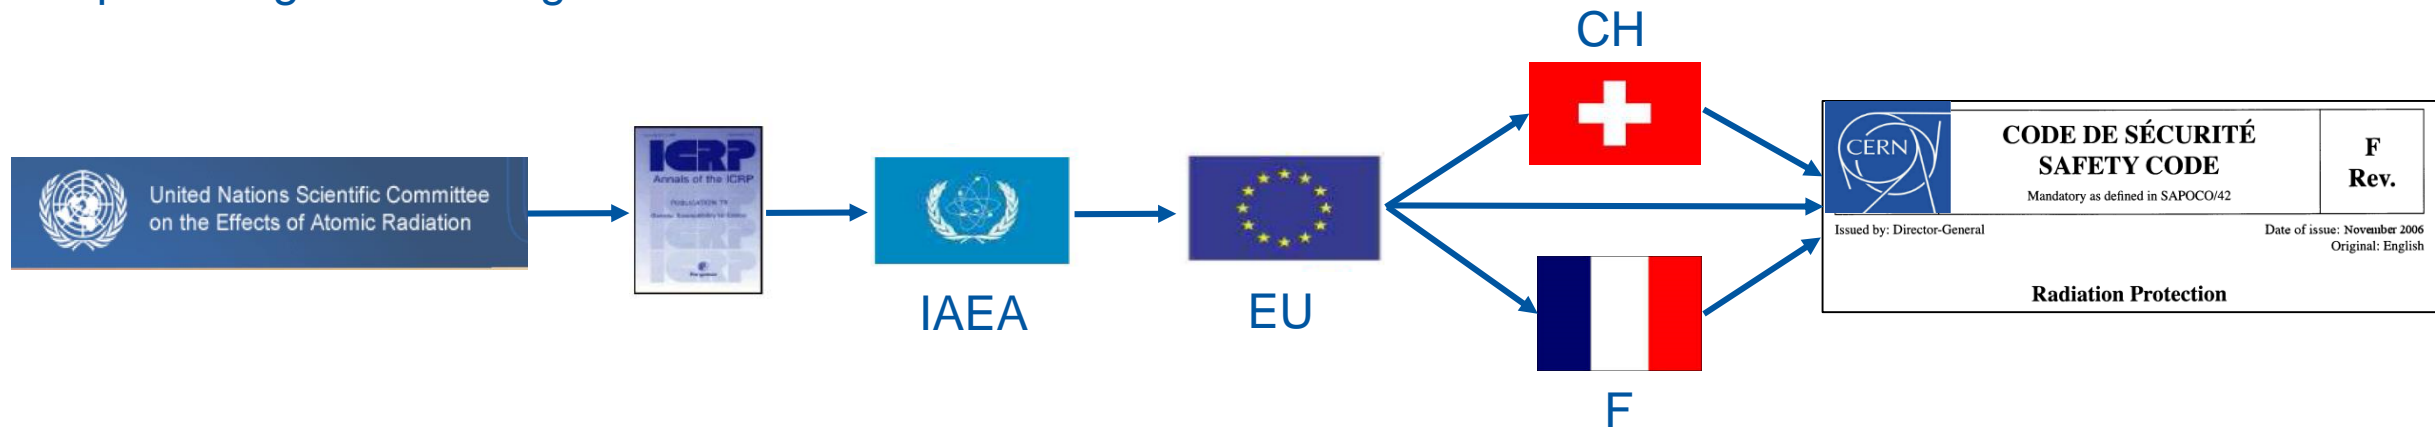 CH
United Nations Scientific Committee
on the Effects of Atomic Radiation
ICRP
Annals of the ICRP
ICRP
ICRP
IAEA
EU
F
CERN
CODE DE SÉCURITÉ
SAFETY CODE
Mandatory as defined in SAPOCO/42
F
Rev.
Issued by: Director-General
Date of issue: November 2006
Original: English
Radiation Protection